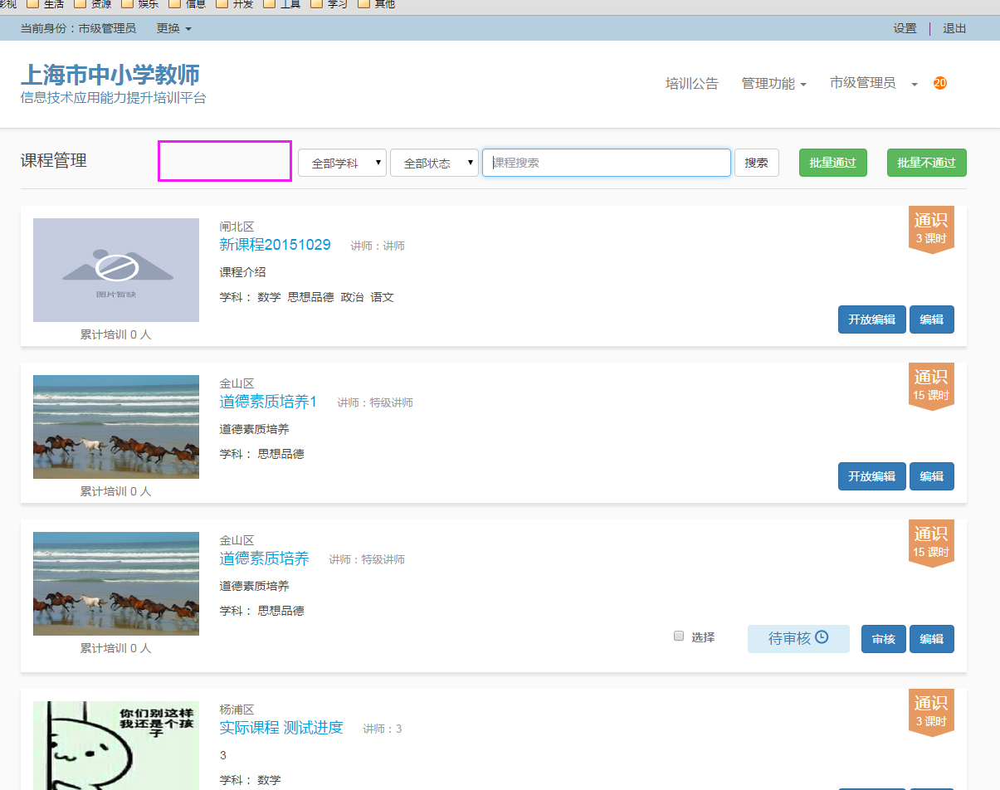 影视 生活 资源 娱乐 信息 开发 工具 学习 其他
当前身份：市级管理员 更换 设置 | 退出
上海市中小学教师
信息技术应用能力提升培训平台
培训公告 管理功能 市级管理员 20
课程管理 全部学科 全部状态 课程搜索 搜索 批量通过 批量不通过
闸北区
新课程20151029 讲师：讲师
课程介绍
学科： 数学 思想品德 政治 语文
图片暂缺
累计培训 0 人
通识
3 课时
开放编辑 编辑
金山区
道德素质培养1 讲师：特级讲师
道德素质培养
学科： 思想品德
累计培训 0 人
通识
15 课时
开放编辑 编辑
金山区
道德素质培养 讲师：特级讲师
道德素质培养
学科： 思想品德
累计培训 0 人
通识
15 课时
选择 待审核 审核 编辑
你们别这样
我还是个孩
子
杨浦区
实际课程 测试进度 讲师：3
3
学科： 数学
通识
3 课时